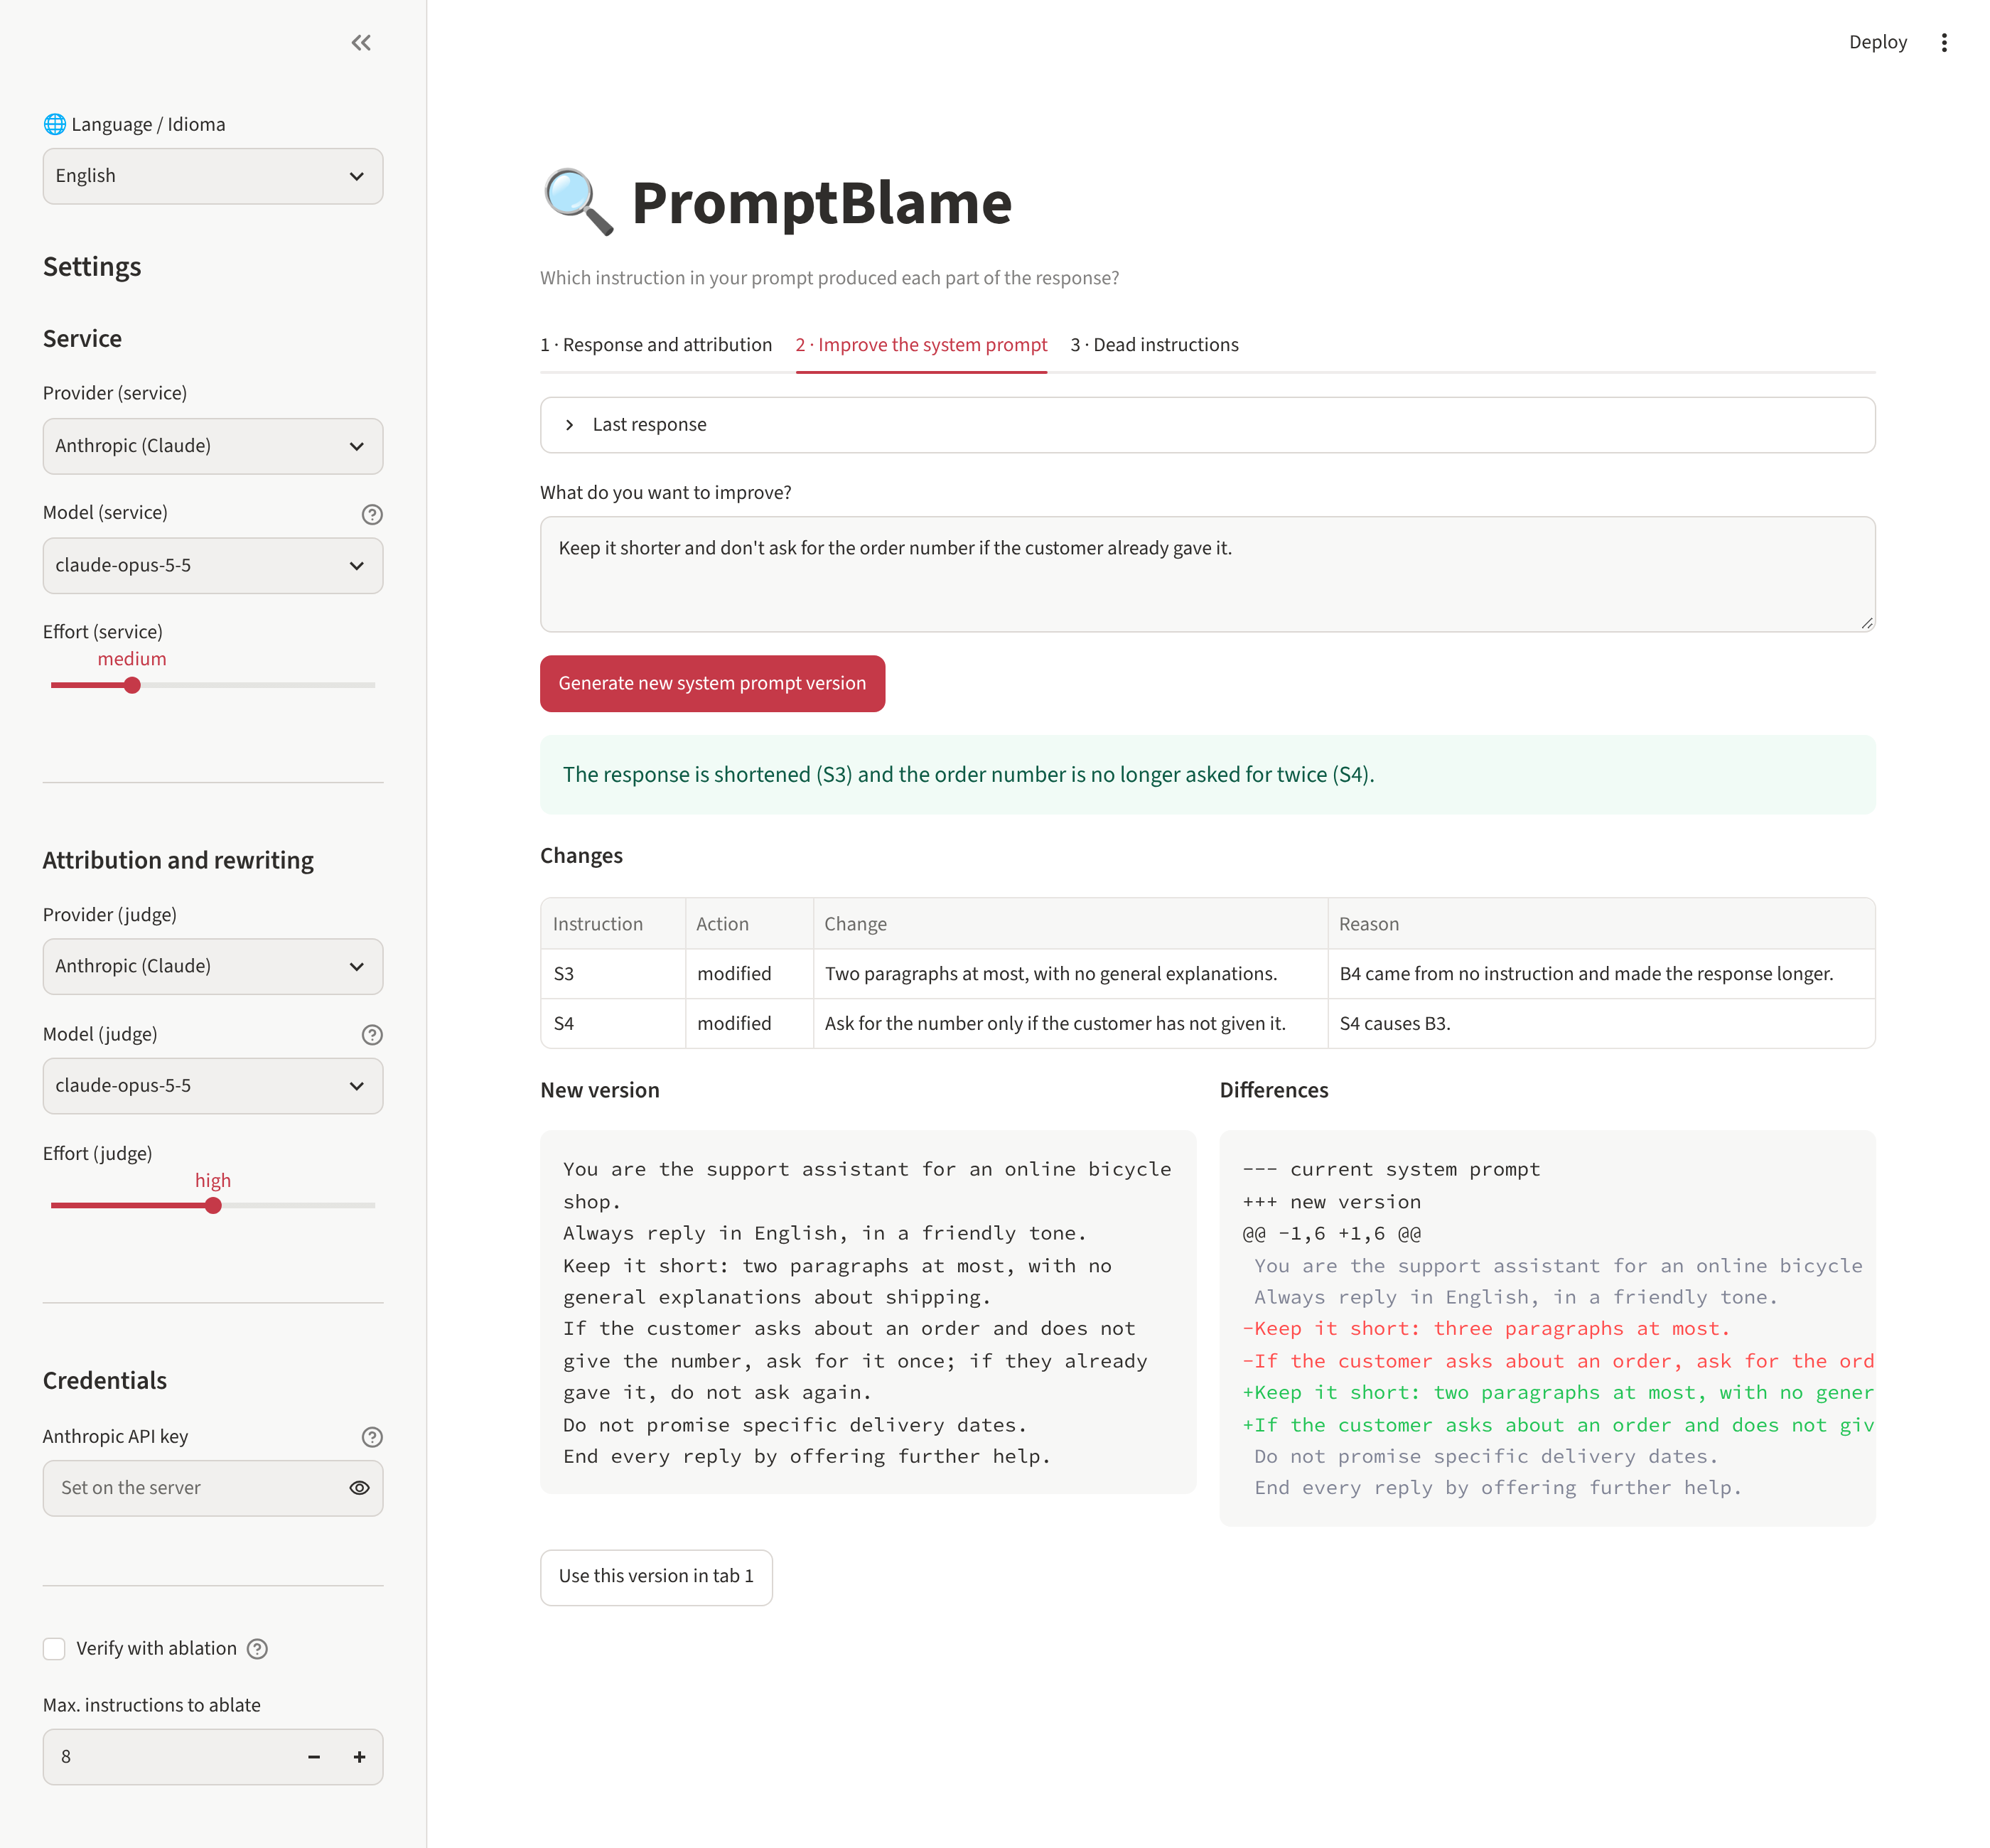 Deploy
🌐 Language / Idioma
English
Settings
Service
Provider (service)
Anthropic (Claude)
Model (service)
claude-opus-5-5
Effort (service)
medium
Attribution and rewriting
Provider (judge)
Anthropic (Claude)
Model (judge)
claude-opus-5-5
Effort (judge)
high
Credentials
Anthropic API key
Set on the server
Verify with ablation
Max. instructions to ablate
8
🔍 PromptBlame
Which instruction in your prompt produced each part of the response?
1 · Response and attribution 2 · Improve the system prompt 3 · Dead instructions
Last response
What do you want to improve?
Keep it shorter and don't ask for the order number if the customer already gave it.
Generate new system prompt version
The response is shortened (S3) and the order number is no longer asked for twice (S4).
Changes
Instruction Action Change Reason
S3 modified Two paragraphs at most, with no general explanations. B4 came from no instruction and made the response longer.
S4 modified Ask for the number only if the customer has not given it. S4 causes B3.
New version
You are the support assistant for an online bicycle
shop.
Always reply in English, in a friendly tone.
Keep it short: two paragraphs at most, with no
general explanations about shipping.
If the customer asks about an order and does not
give the number, ask for it once; if they already
gave it, do not ask again.
Do not promise specific delivery dates.
End every reply by offering further help.
Differences
--- current system prompt
+++ new version
@@ -1,6 +1,6 @@
You are the support assistant for an online bicycle
Always reply in English, in a friendly tone.
-Keep it short: three paragraphs at most.
-If the customer asks about an order, ask for the ord
+Keep it short: two paragraphs at most, with no gener
+If the customer asks about an order and does not giv
Do not promise specific delivery dates.
End every reply by offering further help.
Use this version in tab 1